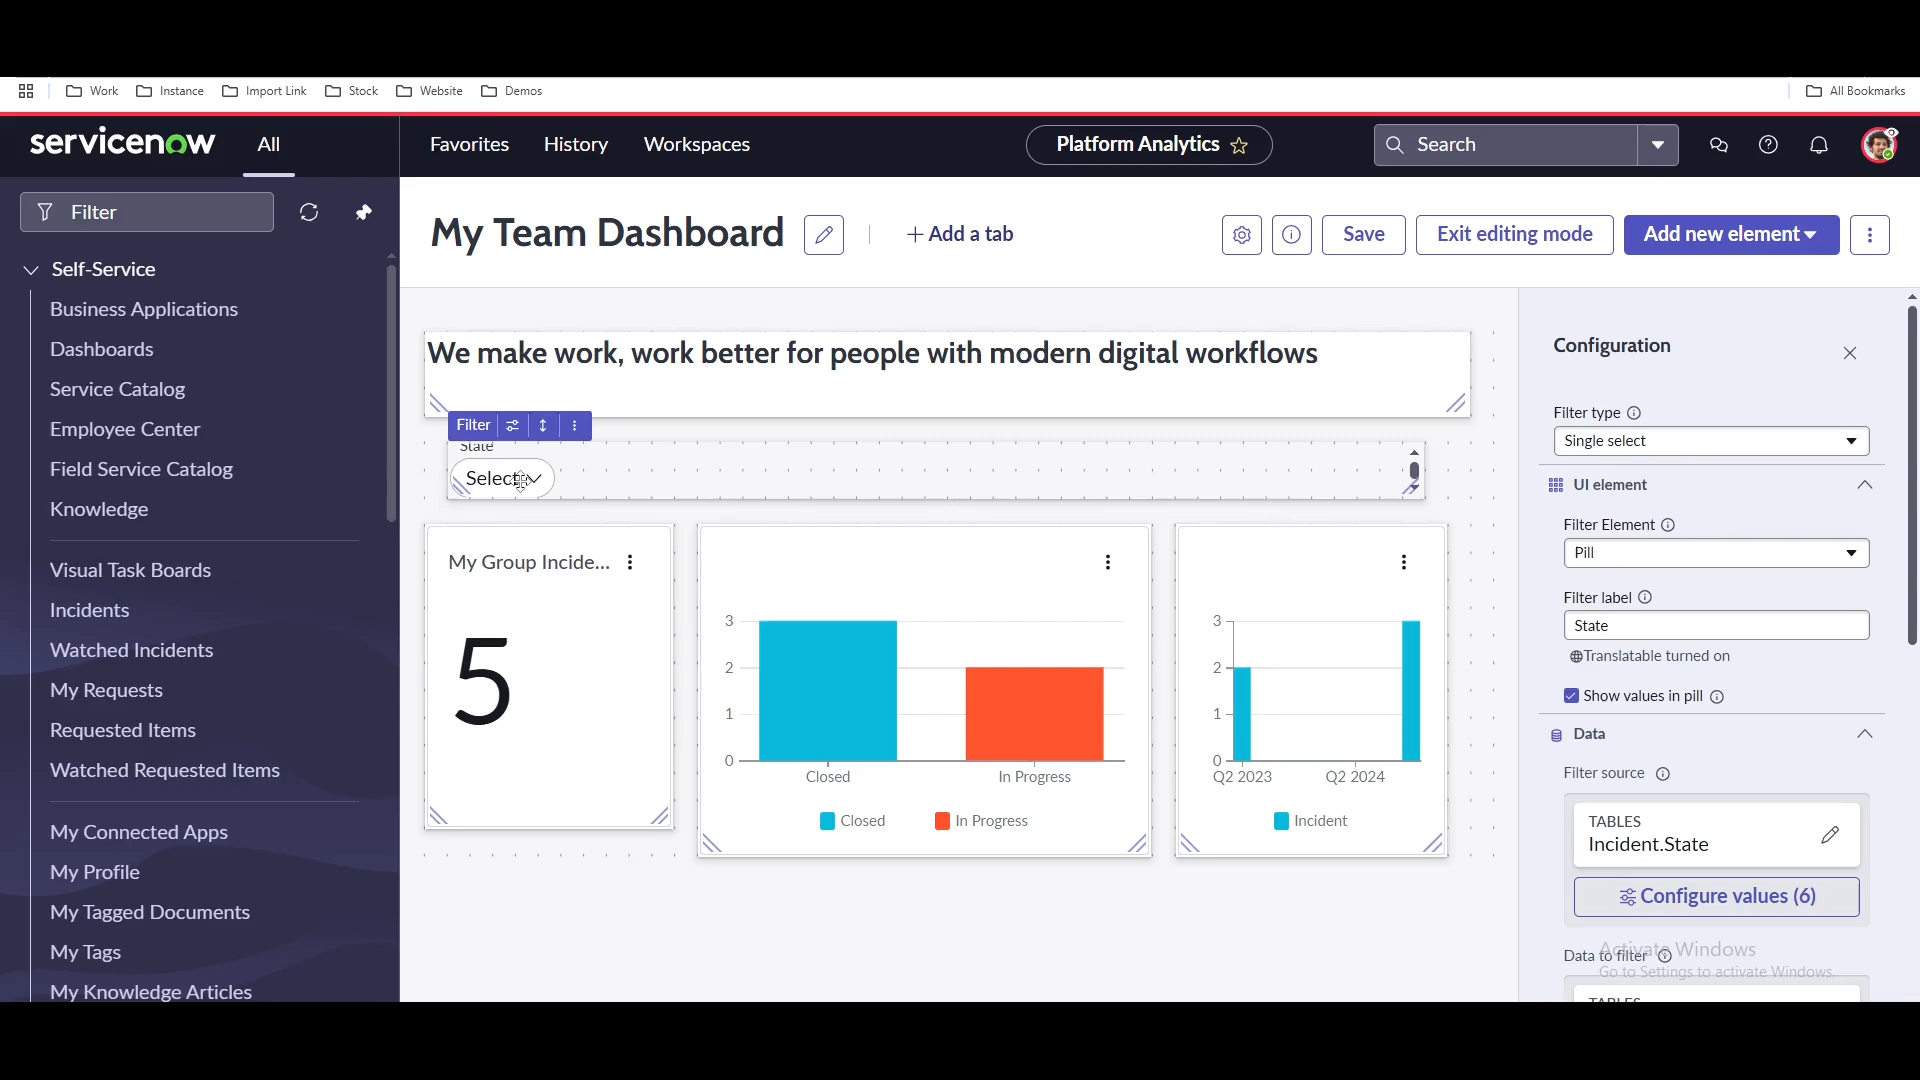 Work
Instance
Import Link
Stock
Website
Demos
All Bookmarks
servicenow
All
Favorites
History
Workspaces
Platform Analytics
Search
Filter
Self-Service
Business Applications
Dashboards
Service Catalog
Employee Center
Field Service Catalog
Knowledge
Visual Task Boards
Incidents
Watched Incidents
My Requests
Requested Items
Watched Requested Items
My Connected Apps
My Profile
My Tagged Documents
My Tags
My Knowledge Articles
My Team Dashboard
+ Add a tab
Save
Exit editing mode
Add new element
We make work, work better for people with modern digital workflows
Filter
State
Select
My Group Incide...
5
3
2
1
0
Closed
In Progress
Closed
In Progress
3
2
1
0
Q2 2023
Q2 2024
Incident
Configuration
Filter type
Single select
UI element
Filter Element
Pill
Filter label
State
Translatable turned on
Show values in pill
Data
Filter source
TABLES
Incident.State
Configure values (6)
Activate Windows
Data to filter
Go to Settings to activate Windows.
TABLES